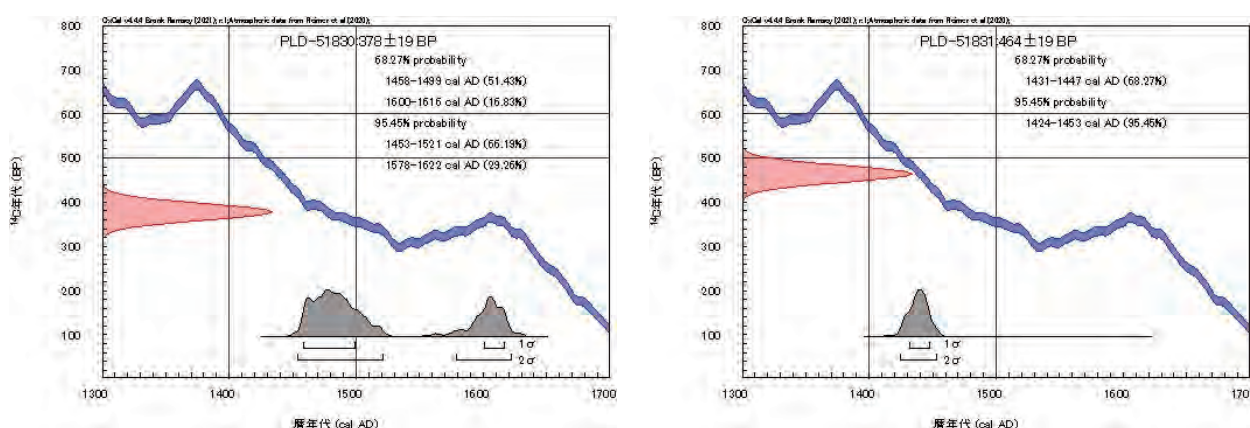 OxCal v4.4.4 Bronk Ramsey (2021); r:1;Atmospheric data from Reimer et al (2020);
PLD-51830:378±19 BP
68.27% probability
1458-1499 cal AD (51.43%)
1600-1616 cal AD (16.83%)
95.45% probability
1453-1521 cal AD (66.19%)
1578-1622 cal AD (29.26%)
800
700
600
500
400
300
200
100
¹⁴C年代 (BP)
1σ
2σ
1300 1400 1500 1600 1700
暦年代 (cal AD)
OxCal v4.4.4 Bronk Ramsey (2021); r:1;Atmospheric data from Reimer et al (2020);
PLD-51831:464±19 BP
68.27% probability
1431-1447 cal AD (68.27%)
95.45% probability
1424-1453 cal AD (95.45%)
800
700
600
500
400
300
200
100
¹⁴C年代 (BP)
1σ
2σ
1300 1400 1500 1600 1700
暦年代 (cal AD)